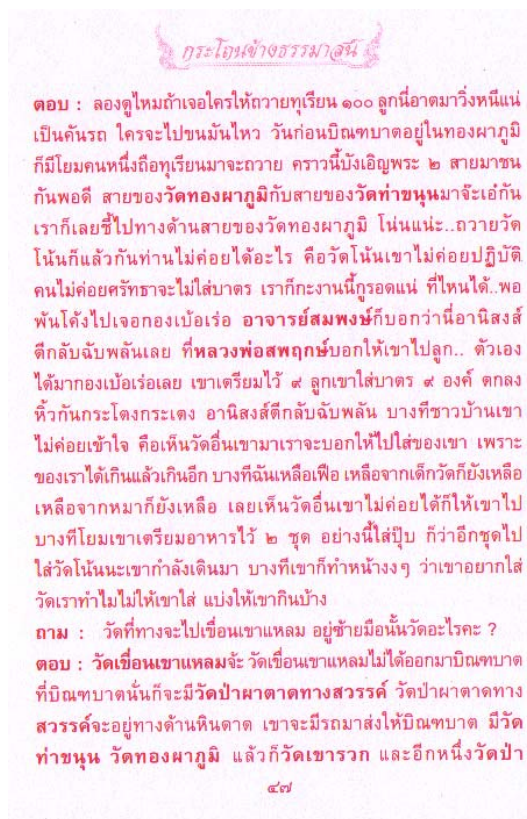 กระโถนข้างธรรมาสน์
ตอบ : ลองดูไหมถ้าเจอใครให้ถวายทุเรียน ๑๐๐ ลูกนี่อาตมาวิ่งหนีแน่
เป็นคันรถ ใครจะไปขนมันไหว วันก่อนบิณฑบาตอยู่ในทองผาภูมิ
ก็มีโยมคนหนึ่งถือทุเรียนมาจะถวาย คราวนี้บังเอิญพระ ๒ สายมาชน
กันพอดี สายของวัดทองผาภูมิกับสายของวัดท่าขนุนมาจ๊ะเอ๋กัน
เราก็เลยชี้ไปทางด้านสายของวัดทองผาภูมิ โน่นแน่ะ..ถวายวัด
โน้นก็แล้วกันท่านไม่ค่อยได้อะไร คือวัดโน้นเขาไม่ค่อยปฏิบัติ
คนไม่ค่อยศรัทธาจะไม่ใส่บาตร เราก็กะงานนี้กูรอดแน่ ที่ไหนได้..พอ
พ้นโค้งไปเจอกองเบ้อเร่อ อาจารย์สมพงษ์ก็บอกว่านี่อานิสงส์
ตีกลับฉับพลันเลย ที่หลวงพ่อสพฤกษ์บอกให้เขาไปลูก.. ตัวเอง
ได้มากองเบ้อเร่อเลย เขาเตรียมไว้ ๙ ลูกเขาใส่บาตร ๙ องค์ ตกลง
หิ้วกันกระโตงกระเตง อานิสงส์ตีกลับฉับพลัน บางทีชาวบ้านเขา
ไม่ค่อยเข้าใจ คือเห็นวัดอื่นเขามาเราจะบอกให้ไปใส่ของเขา เพราะ
ของเราได้เกินแล้วเกินอีก บางทีฉันเหลือเฟือ เหลือจากเด็กวัดก็ยังเหลือ
เหลือจากหมาก็ยังเหลือ เลยเห็นวัดอื่นเขาไม่ค่อยได้ก็ให้เขาไป
บางทีโยมเขาเตรียมอาหารไว้ ๒ ชุด อย่างนี้ใส่ปุ๊บ ก็ว่าอีกชุดไป
ใส่วัดโน้นนะเขากำลังเดินมา บางทีเขาก็ทำหน้างงๆ ว่าเขาอยากใส่
วัดเราทำไมไม่ให้เขาใส่ แบ่งให้เขากินบ้าง
ถาม : วัดที่ทางจะไปเขื่อนเขาแหลม อยู่ซ้ายมือนั้นวัดอะไรคะ ?
ตอบ : วัดเขื่อนเขาแหลมจ้ะ วัดเขื่อนเขาแหลมไม่ได้ออกมาบิณฑบาต
ที่บิณฑบาตนั่นก็จะมีวัดป่าผาตาดทางสวรรค์ วัดป่าผาตาดทาง
สวรรค์จะอยู่ทางด้านหินดาด เขาจะมีรถมาส่งให้บิณฑบาต มีวัด
ท่าขนุน วัดทองผาภูมิ แล้วก็วัดเขารวก และอีกหนึ่งวัดป่า
๔๗